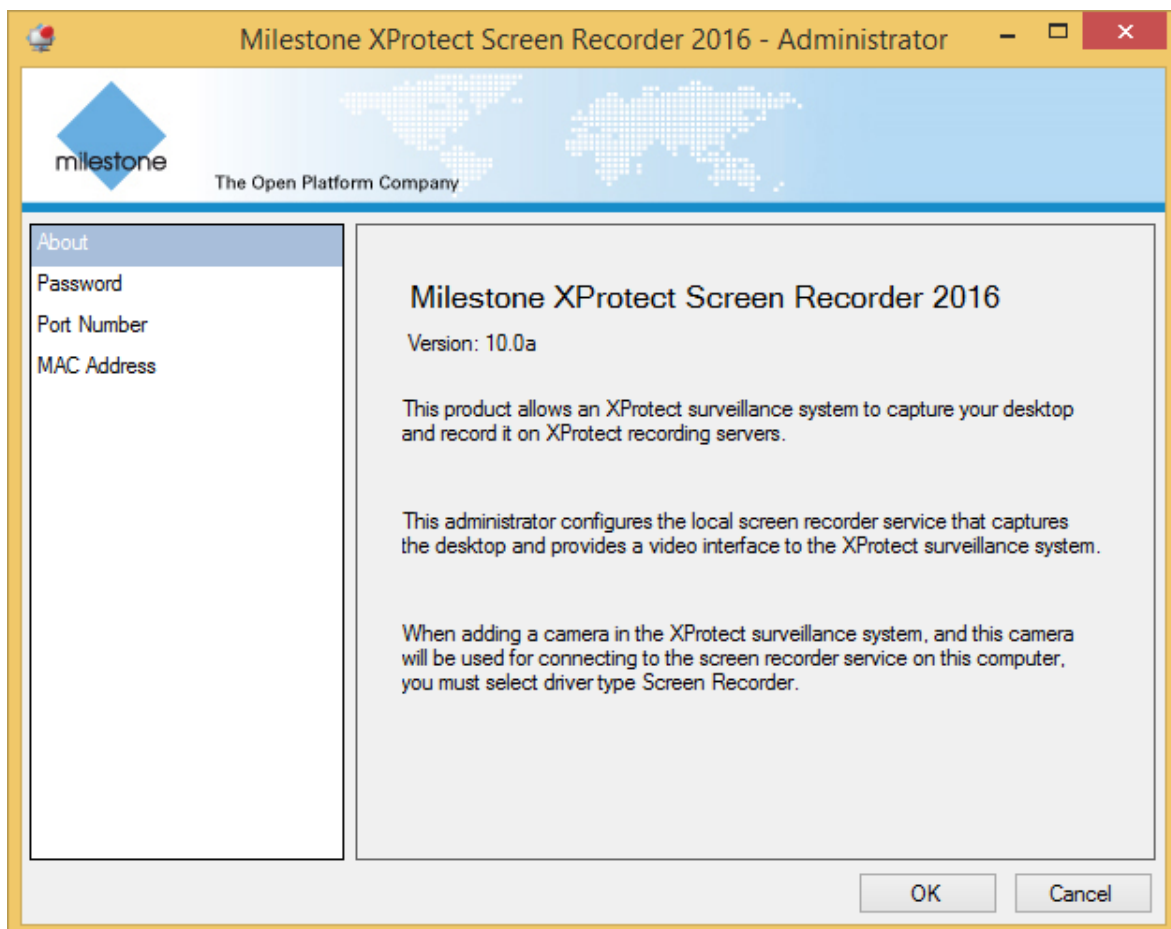 Milestone XProtect Screen Recorder 2016 - Administrator
milestone
The Open Platform Company
About
Password
Port Number
MAC Address
Milestone XProtect Screen Recorder 2016
Version: 10.0a
This product allows an XProtect surveillance system to capture your desktop
and record it on XProtect recording servers.
This administrator configures the local screen recorder service that captures
the desktop and provides a video interface to the XProtect surveillance system.
When adding a camera in the XProtect surveillance system, and this camera
will be used for connecting to the screen recorder service on this computer,
you must select driver type Screen Recorder.
OK
Cancel